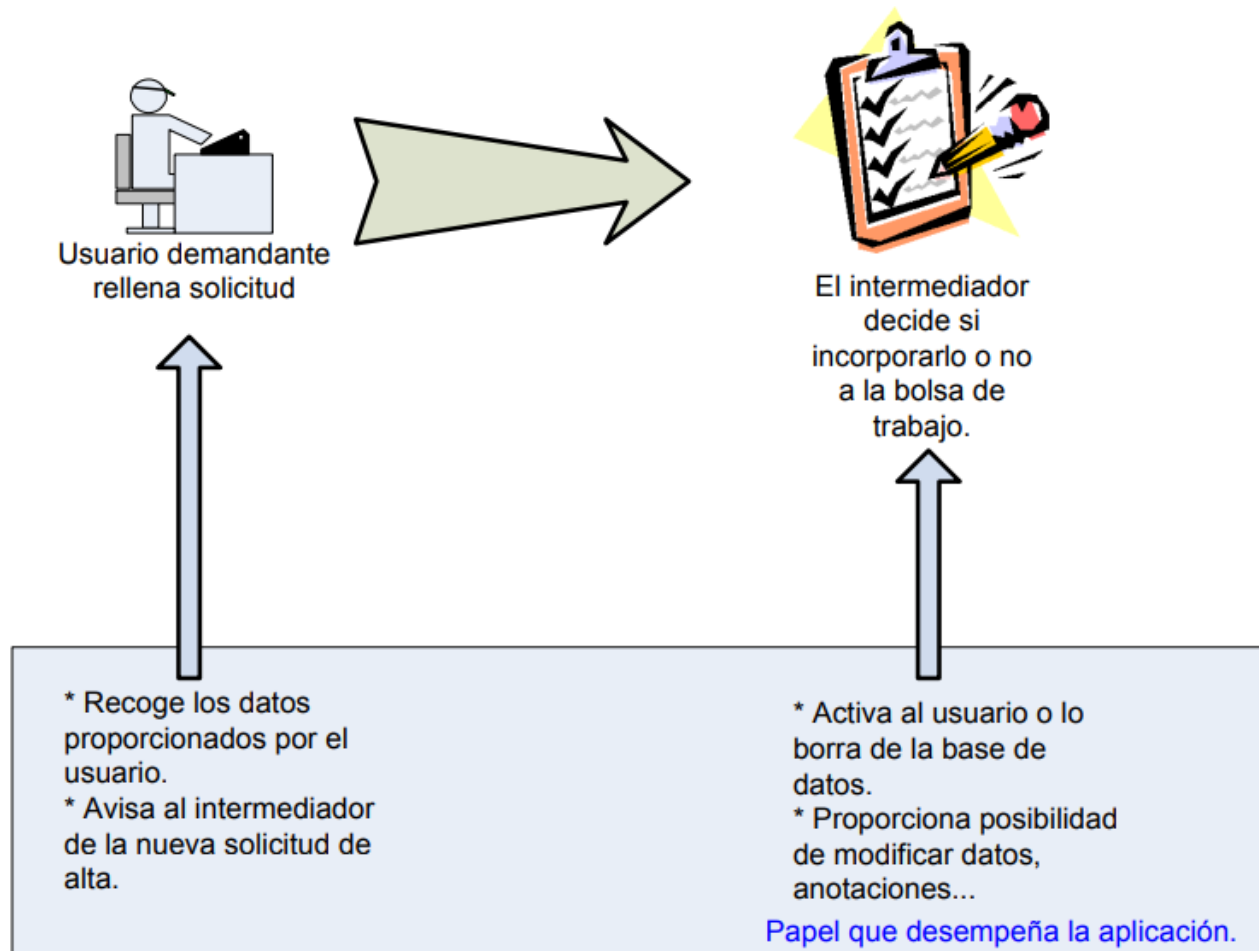 Usuario demandante
rellena solicitud
El intermediador
decide si
incorporarlo o no
a la bolsa de
trabajo.
* Recoge los datos
proporcionados por el
usuario.
* Avisa al intermediador
de la nueva solicitud de
alta.
* Activa al usuario o lo
borra de la base de
datos.
* Proporciona posibilidad
de modificar datos,
anotaciones...
Papel que desempeña la aplicación.